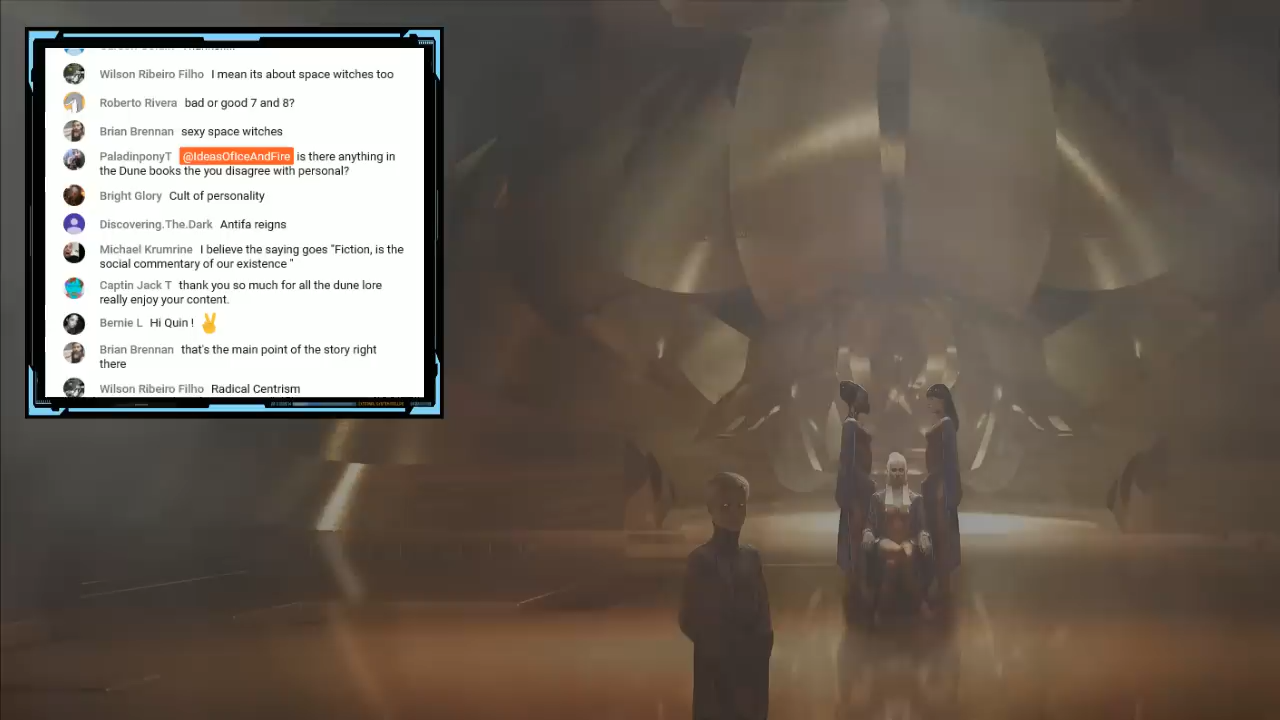 Wilson Ribeiro Filho I mean its about space witches too
Roberto Rivera bad or good 7 and 8?
Brian Brennan sexy space witches
PaladinponyT @IdeasOfIceAndFire is there anything in
the Dune books the you disagree with personal?
Bright Glory Cult of personality
Discovering.The.Dark Antifa reigns
Michael Krumrine I believe the saying goes "Fiction, is the
social commentary of our existence "
Captin Jack T thank you so much for all the dune lore
really enjoy your content.
Bernie L Hi Quin ! ✌
Brian Brennan that's the main point of the story right
there
Wilson Ribeiro Filho Radical Centrism